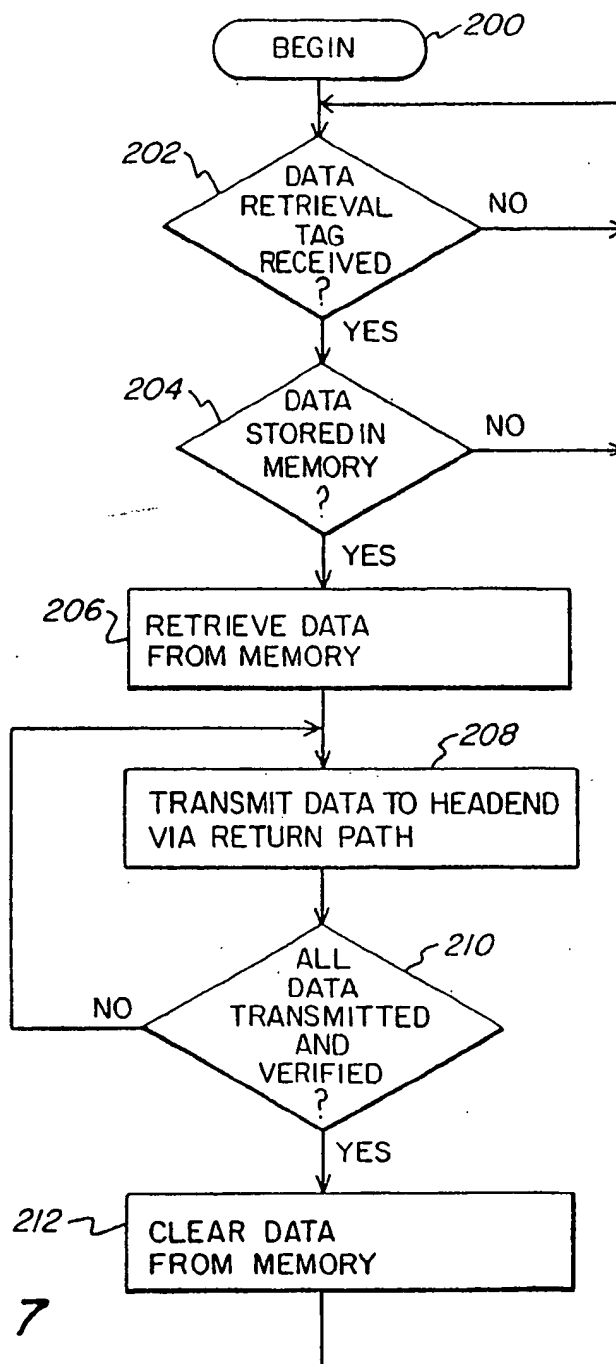 BEGIN
200
202
DATA
RETRIEVAL
TAG
RECEIVED
?
NO
YES
204
DATA
STORED IN
MEMORY
?
NO
YES
206
RETRIEVE DATA
FROM MEMORY
208
TRANSMIT DATA TO HEADEND
VIA RETURN PATH
210
ALL
DATA
TRANSMITTED
AND
VERIFIED
?
NO
YES
212
CLEAR DATA
FROM MEMORY
7